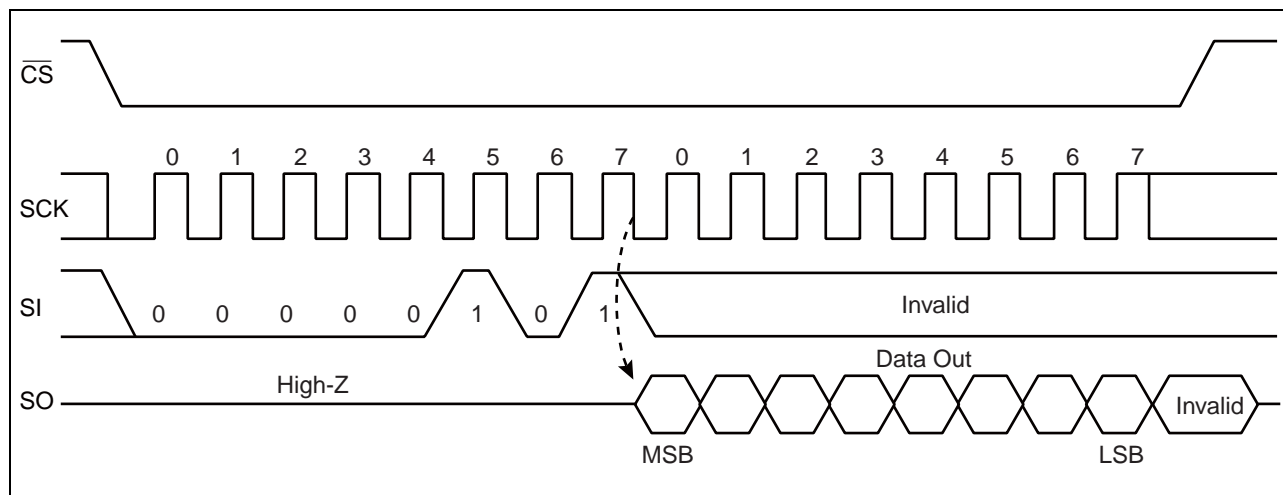 CS
0 1 2 3 4 5 6 7 0 1 2 3 4 5 6 7
SCK
SI 0 0 0 0 0 1 0 1 Invalid
Data Out
High-Z
SO Invalid
MSB LSB